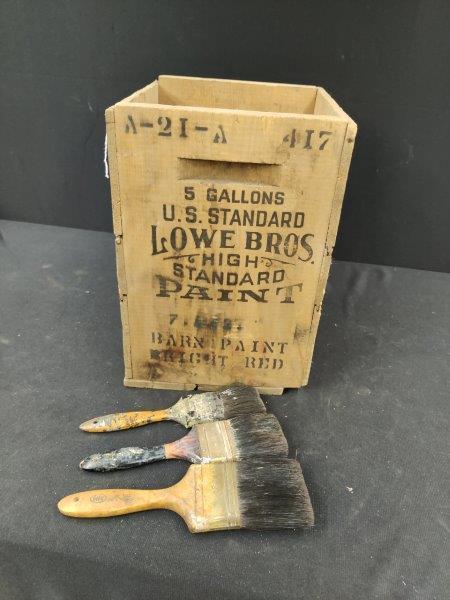 A-21-A 417
5 GALLONS
U.S. STANDARD
LOWE BROS.
HIGH
STANDARD
PAINT
BARN PAINT
BRIGHT RED